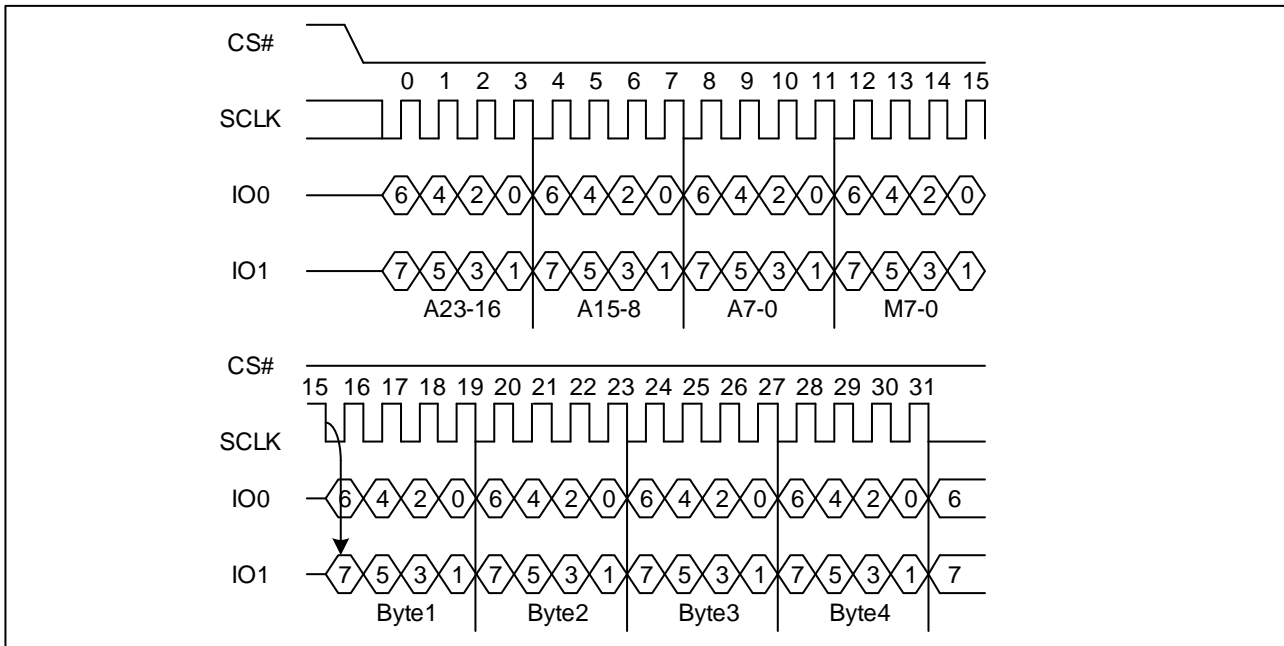 CS#
0 1 2 3 4 5 6 7 8 9 10 11 12 13 14 15
SCLK
IO0 6 4 2 0 6 4 2 0 6 4 2 0 6 4 2 0
IO1 7 5 3 1 7 5 3 1 7 5 3 1 7 5 3 1
A23-16 A15-8 A7-0 M7-0
CS#
15 16 17 18 19 20 21 22 23 24 25 26 27 28 29 30 31
SCLK
IO0 6 4 2 0 6 4 2 0 6 4 2 0 6 4 2 0 6
IO1 7 5 3 1 7 5 3 1 7 5 3 1 7 5 3 1 7
Byte1 Byte2 Byte3 Byte4